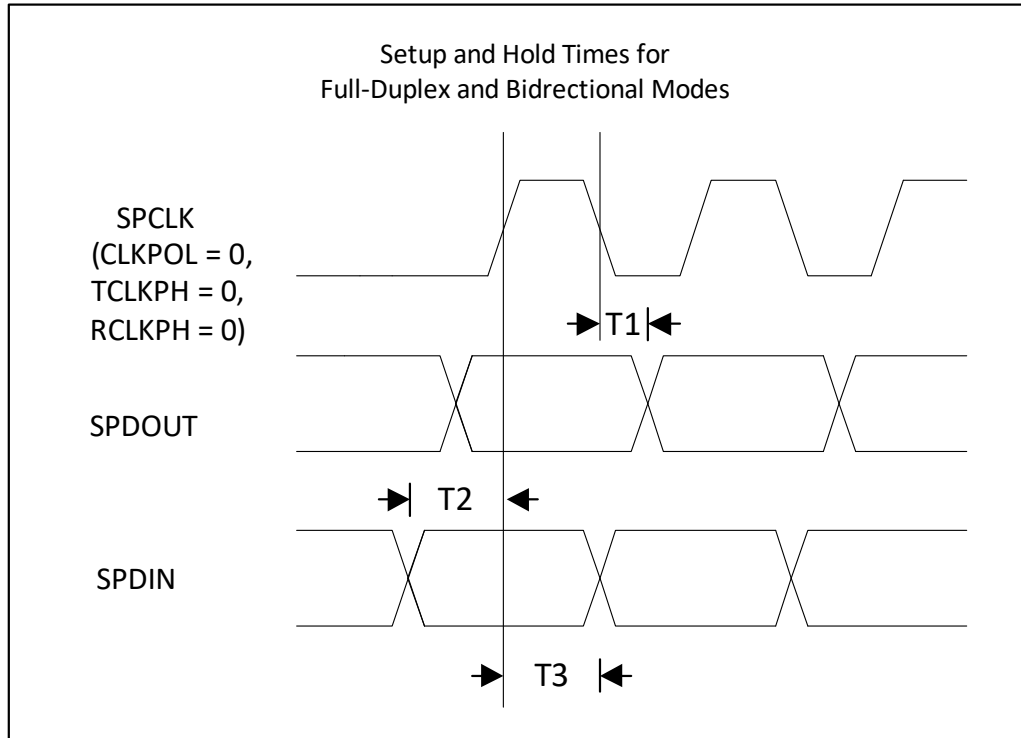 Setup and Hold Times for
Full-Duplex and Bidrectional Modes
SPCLK
(CLKPOL = 0,
TCLKPH = 0,
RCLKPH = 0)
T1
SPDOUT
T2
SPDIN
T3